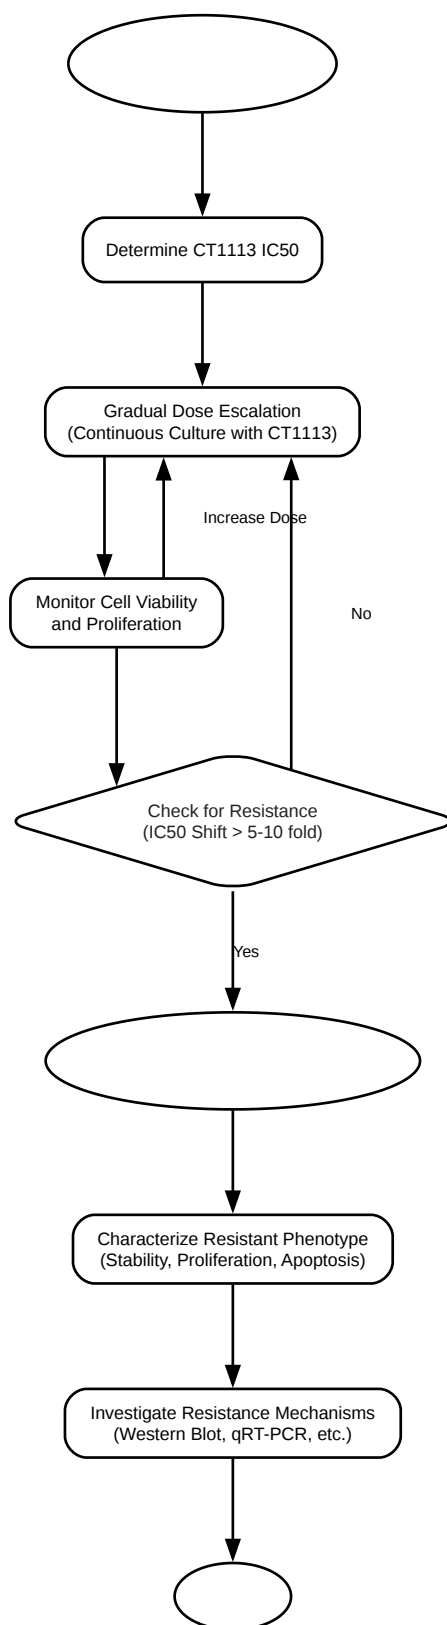 Determine CT1113 IC50
Gradual Dose Escalation
(Continuous Culture with CT1113)
Increase Dose
Monitor Cell Viability
and Proliferation
No
Check for Resistance
(IC50 Shift > 5-10 fold)
Yes
Characterize Resistant Phenotype
(Stability, Proliferation, Apoptosis)
Investigate Resistance Mechanisms
(Western Blot, qRT-PCR, etc.)